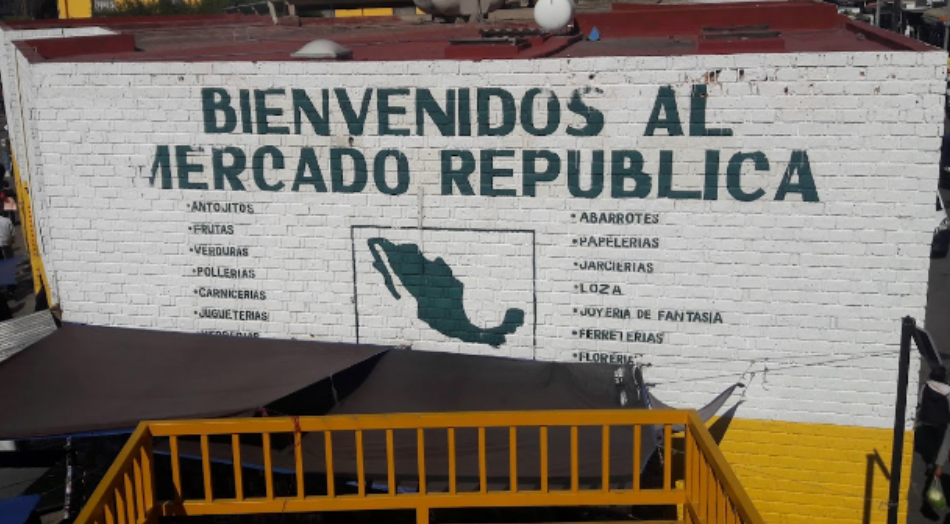 BIENVENIDOS AL
MERCADO REPUBLICA
•ANTOJITOS
•FRUTAS
•VERDURAS
•POLLERIAS
•CARNICERIAS
•JUGUETERIAS
•ABARROTES
•PAPELERIAS
•JARCIERIAS
•LOZA
•JOYERIA DE FANTASIA
•FERRETERIAS